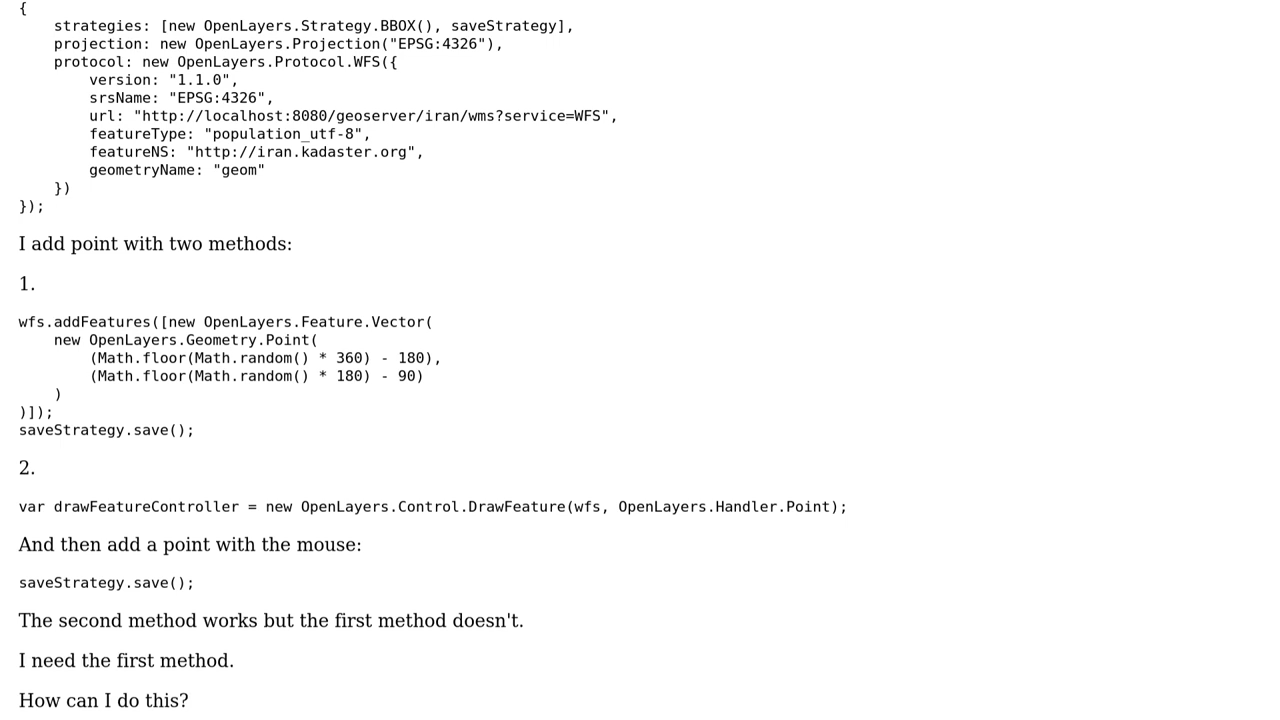 {
    strategies: [new OpenLayers.Strategy.BBOX(), saveStrategy],
    projection: new OpenLayers.Projection("EPSG:4326"),
    protocol: new OpenLayers.Protocol.WFS({
        version: "1.1.0",
        srsName: "EPSG:4326",
        url: "http://localhost:8080/geoserver/iran/wms?service=WFS",
        featureType: "population_utf-8",
        featureNS: "http://iran.kadaster.org",
        geometryName: "geom"
    })
});
I add point with two methods:
1.
wfs.addFeatures([new OpenLayers.Feature.Vector(
    new OpenLayers.Geometry.Point(
        (Math.floor(Math.random() * 360) - 180),
        (Math.floor(Math.random() * 180) - 90)
    )
)]);
saveStrategy.save();
2.
var drawFeatureController = new OpenLayers.Control.DrawFeature(wfs, OpenLayers.Handler.Point);
And then add a point with the mouse:
saveStrategy.save();
The second method works but the first method doesn't.
I need the first method.
How can I do this?